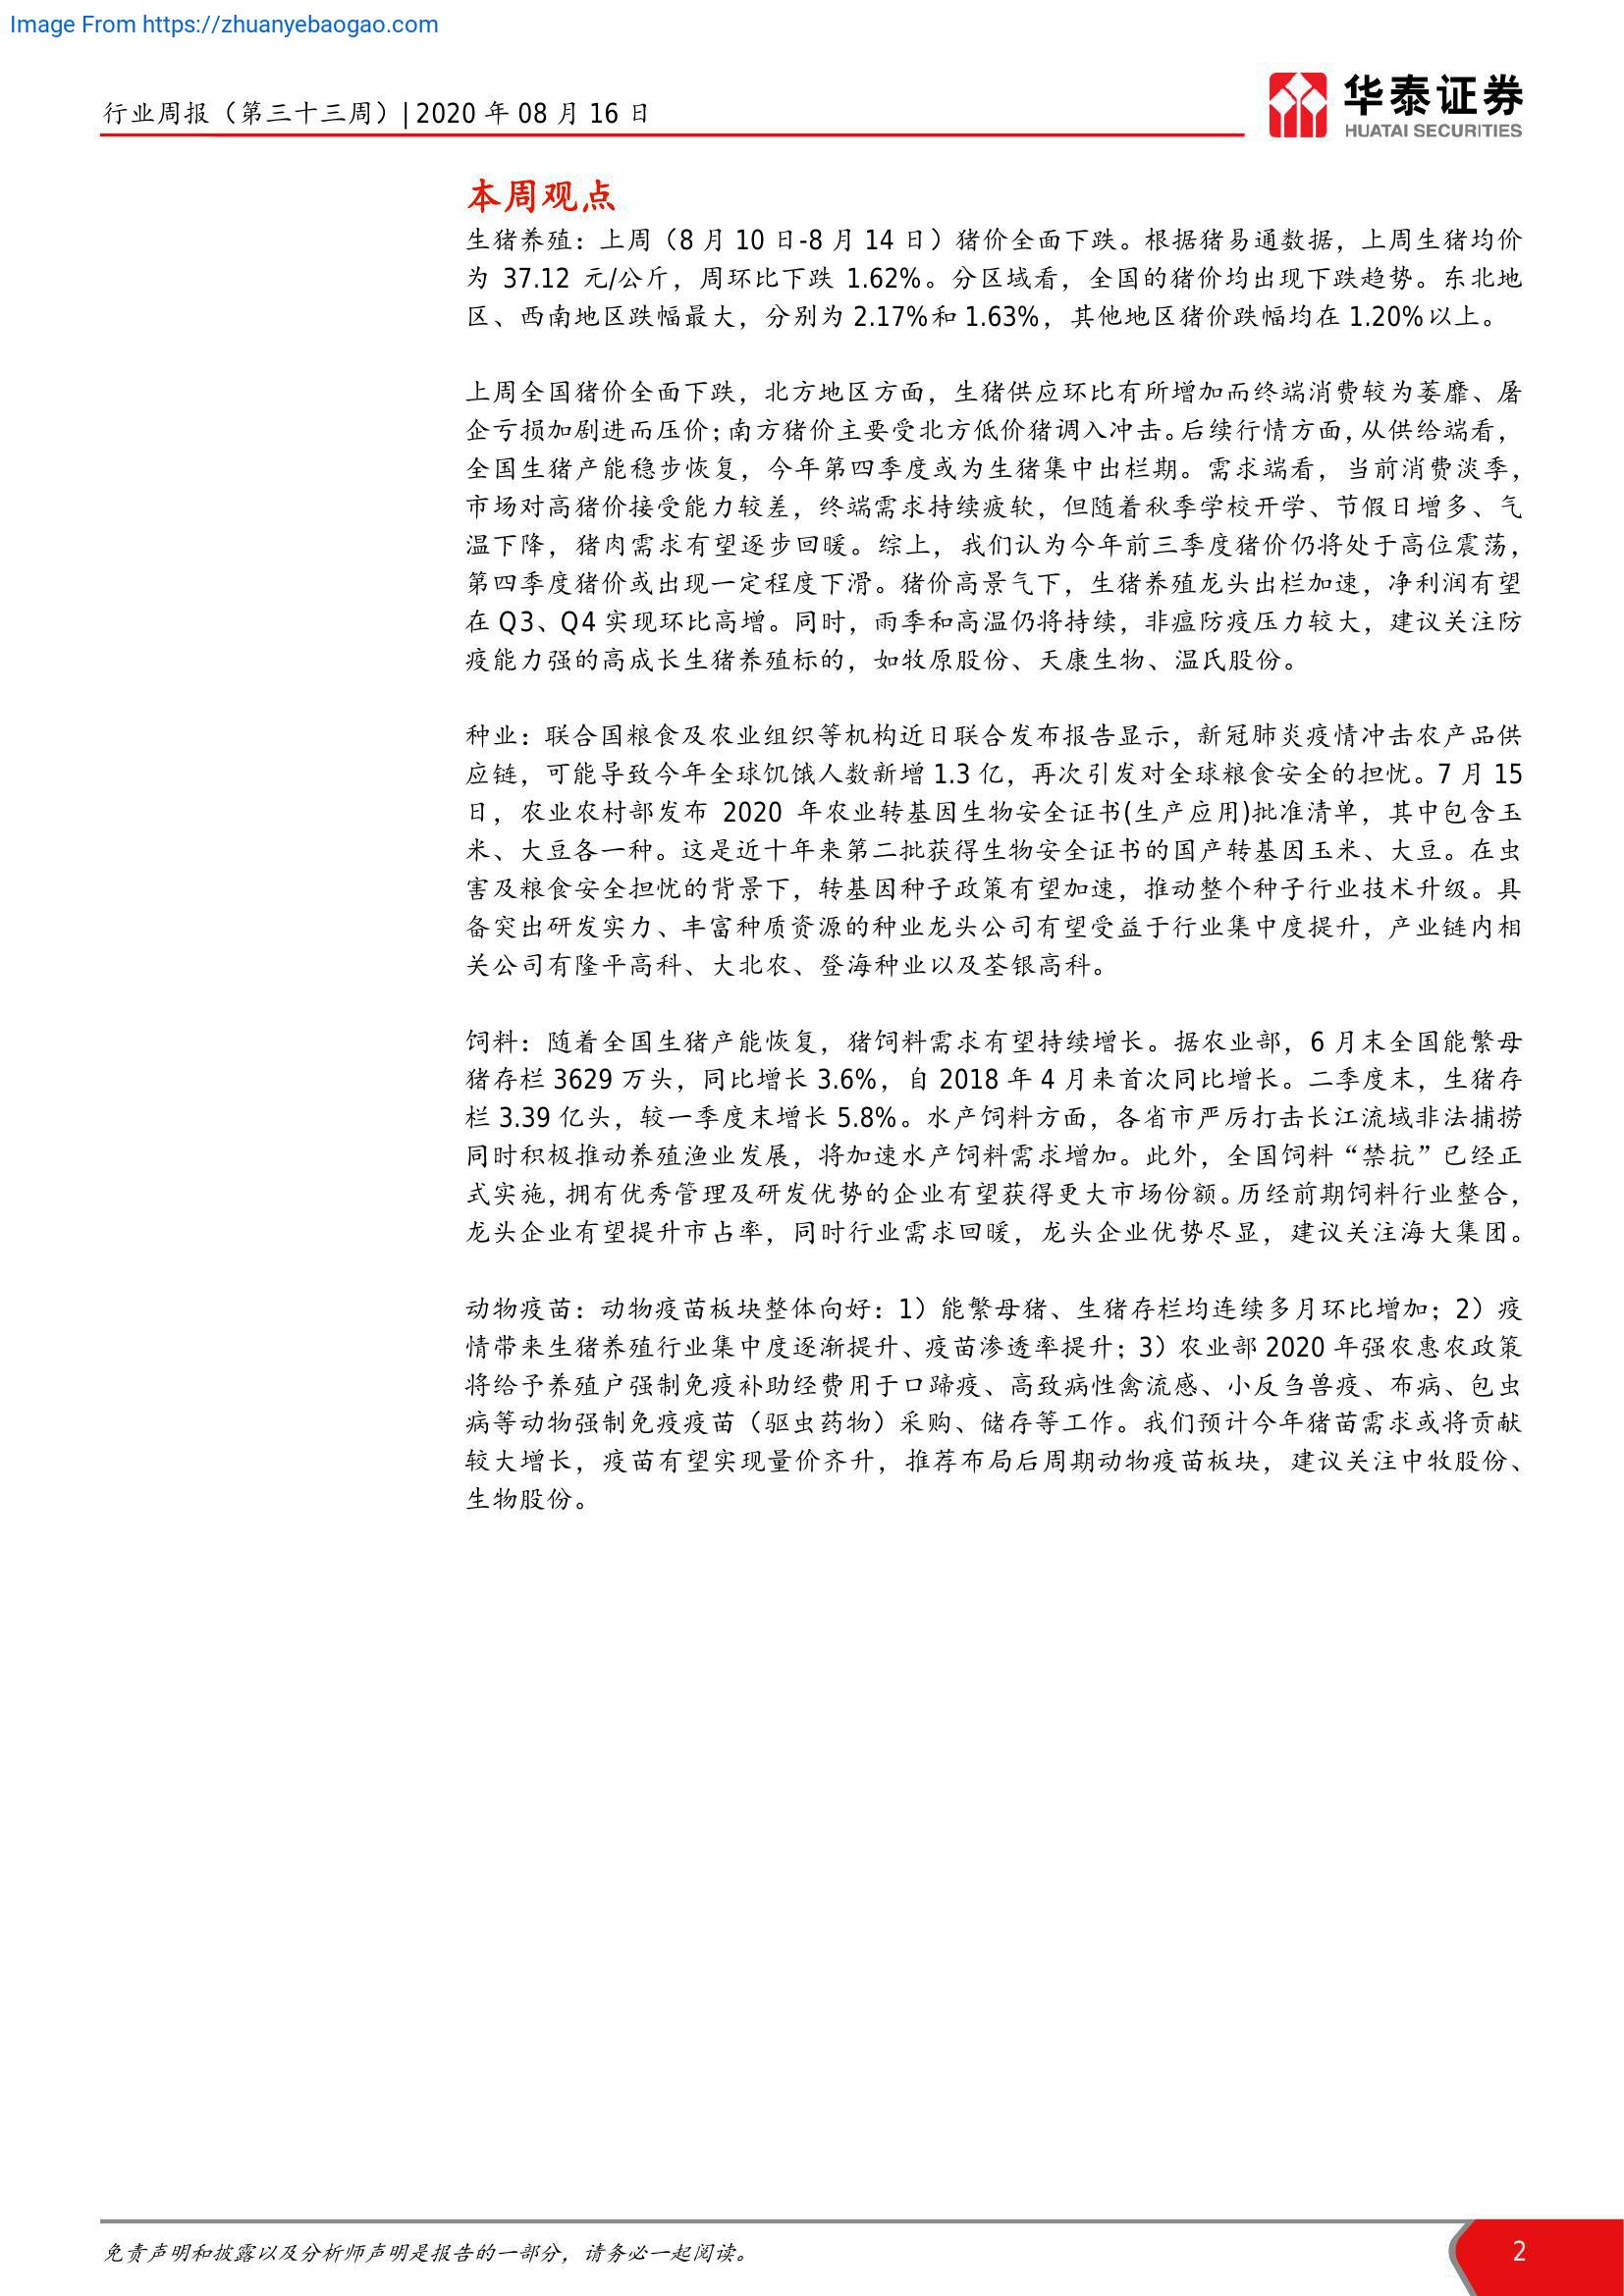 Image From https://zhuanyebaogao.com
行业周报（第三十三周）| 2020 年 08 月 16 日
华泰证券
HUATAI SECURITIES
本周观点
生猪养殖：上周（8 月 10 日-8 月 14 日）猪价全面下跌。根据猪易通数据，上周生猪均价
为 37.12 元/公斤，周环比下跌 1.62%。分区域看，全国的猪价均出现下跌趋势。东北地
区、西南地区跌幅最大，分别为 2.17%和 1.63%，其他地区猪价跌幅均在 1.20%以上。
上周全国猪价全面下跌，北方地区方面，生猪供应环比有所增加而终端消费较为萎靡、屠
企亏损加剧进而压价；南方猪价主要受北方低价猪调入冲击。后续行情方面，从供给端看，
全国生猪产能稳步恢复，今年第四季度或为生猪集中出栏期。需求端看，当前消费淡季，
市场对高猪价接受能力较差，终端需求持续疲软，但随着秋季学校开学、节假日增多、气
温下降，猪肉需求有望逐步回暖。综上，我们认为今年前三季度猪价仍将处于高位震荡，
第四季度猪价或出现一定程度下滑。猪价高景气下，生猪养殖龙头出栏加速，净利润有望
在 Q3、Q4 实现环比高增。同时，雨季和高温仍将持续，非瘟防疫压力较大，建议关注防
疫能力强的高成长生猪养殖标的，如牧原股份、天康生物、温氏股份。
种业：联合国粮食及农业组织等机构近日联合发布报告显示，新冠肺炎疫情冲击农产品供
应链，可能导致今年全球饥饿人数新增 1.3 亿，再次引发对全球粮食安全的担忧。7 月 15
日，农业农村部发布 2020 年农业转基因生物安全证书(生产应用)批准清单，其中包含玉
米、大豆各一种。这是近十年来第二批获得生物安全证书的国产转基因玉米、大豆。在虫
害及粮食安全担忧的背景下，转基因种子政策有望加速，推动整个种子行业技术升级。具
备突出研发实力、丰富种质资源的种业龙头公司有望受益于行业集中度提升，产业链内相
关公司有隆平高科、大北农、登海种业以及荃银高科。
饲料：随着全国生猪产能恢复，猪饲料需求有望持续增长。据农业部，6 月末全国能繁母
猪存栏 3629 万头，同比增长 3.6%，自 2018 年 4 月来首次同比增长。二季度末，生猪存
栏 3.39 亿头，较一季度末增长 5.8%。水产饲料方面，各省市严厉打击长江流域非法捕捞
同时积极推动养殖渔业发展，将加速水产饲料需求增加。此外，全国饲料“禁抗”已经正
式实施，拥有优秀管理及研发优势的企业有望获得更大市场份额。历经前期饲料行业整合，
龙头企业有望提升市占率，同时行业需求回暖，龙头企业优势尽显，建议关注海大集团。
动物疫苗：动物疫苗板块整体向好：1）能繁母猪、生猪存栏均连续多月环比增加；2）疫
情带来生猪养殖行业集中度逐渐提升、疫苗渗透率提升；3）农业部 2020 年强农惠农政策
将给予养殖户强制免疫补助经费用于口蹄疫、高致病性禽流感、小反刍兽疫、布病、包虫
病等动物强制免疫疫苗（驱虫药物）采购、储存等工作。我们预计今年猪苗需求或将贡献
较大增长，疫苗有望实现量价齐升，推荐布局后周期动物疫苗板块，建议关注中牧股份、
生物股份。
免责声明和披露以及分析师声明是报告的一部分，请务必一起阅读。
2